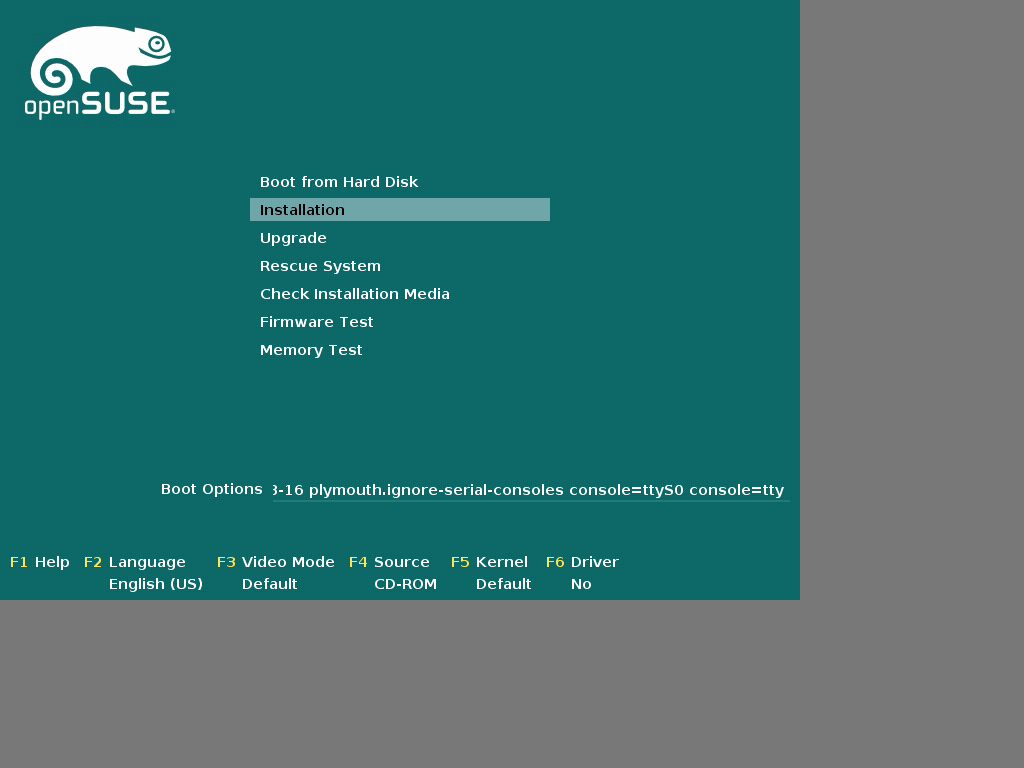 openSUSE
Boot from Hard Disk
Installation
Upgrade
Rescue System
Check Installation Media
Firmware Test
Memory Test
Boot Options -16 plymouth.ignore-serial-consoles console=ttyS0 console=tty
F1 Help F2 Language F3 Video Mode F4 Source F5 Kernel F6 Driver
English (US) Default CD-ROM Default No